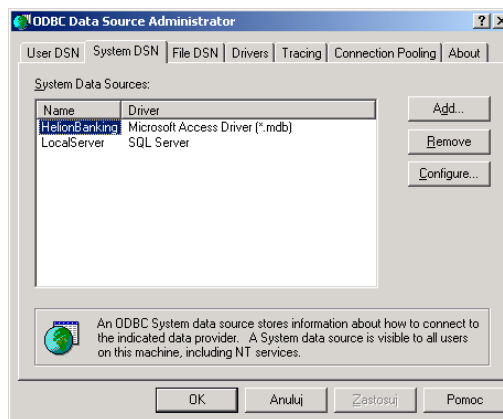 ODBC Data Source Administrator
User DSN System DSN File DSN Drivers Tracing Connection Pooling About
System Data Sources:
Name Driver
HelionBanking Microsoft Access Driver (*.mdb)
LocalServer SQL Server
Add...
Remove
Configure...
An ODBC System data source stores information about how to connect to
the indicated data provider. A System data source is visible to all users
on this machine, including NT services.
OK Anuluj Zastosuj Pomoc